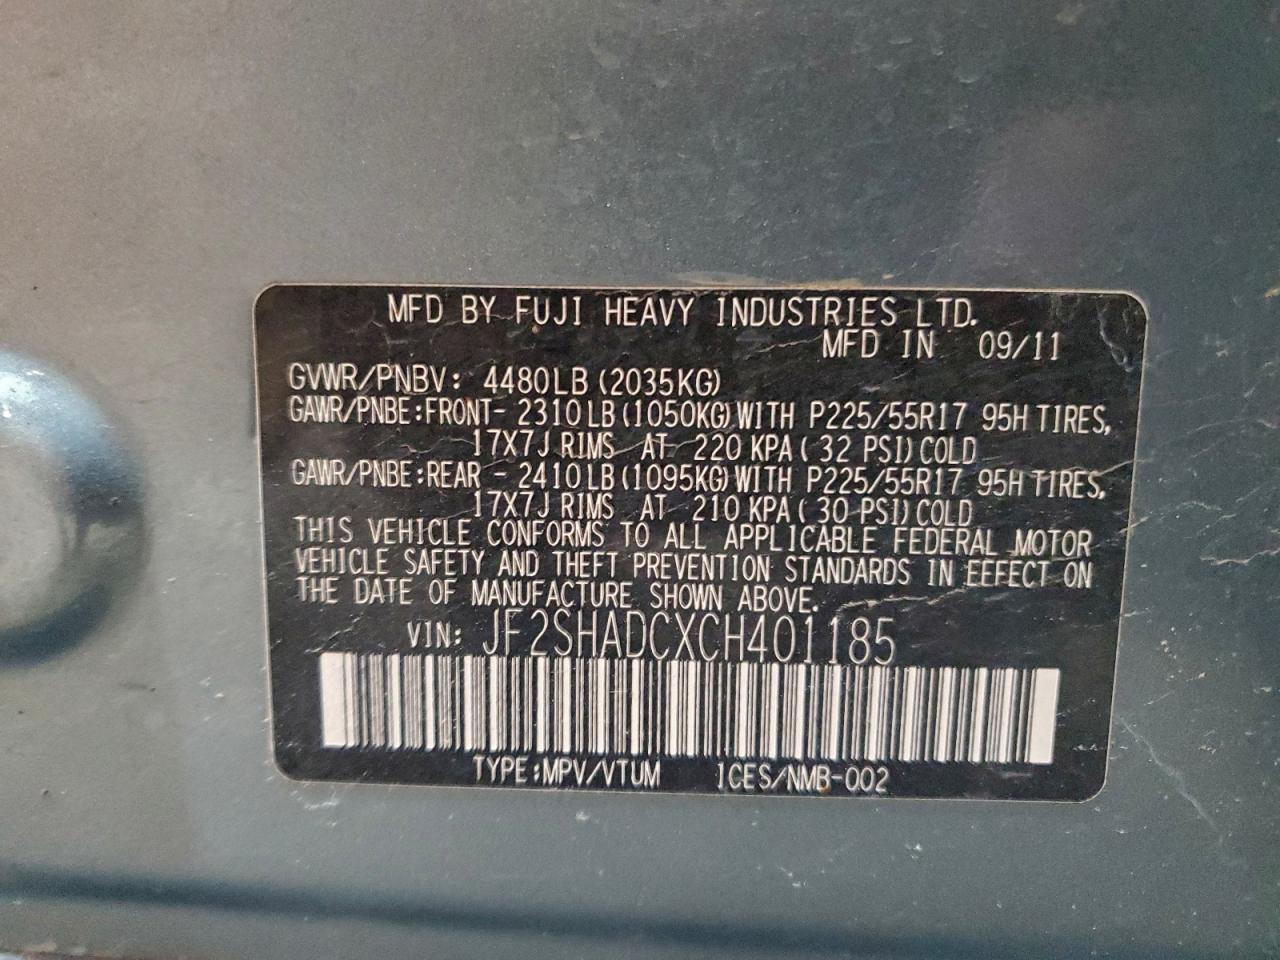 MFD BY FUJI HEAVY INDUSTRIES LTD.
MFD IN 09/11
GVWR/PNBV: 4480LB (2035KG)
GAWR/PNBE:FRONT- 2310LB(1050KG)WITH P225/55R17 95H TIRES,
17X7J RIMS AT 220 KPA( 32 PSI)COLD
GAWR/PNBE:REAR - 2410LB(1095KG)WITH P225/55R17 95H TIRES,
17X7J RIMS AT 210 KPA( 30 PSI)COLD
THIS VEHICLE CONFORMS TO ALL APPLICABLE FEDERAL MOTOR
VEHICLE SAFETY AND THEFT PREVENTION STANDARDS IN EFFECT ON
THE DATE OF MANUFACTURE SHOWN ABOVE.
VIN: JF2SHADCXCH401185
TYPE:MPV/VTUM ICES/NMB-002